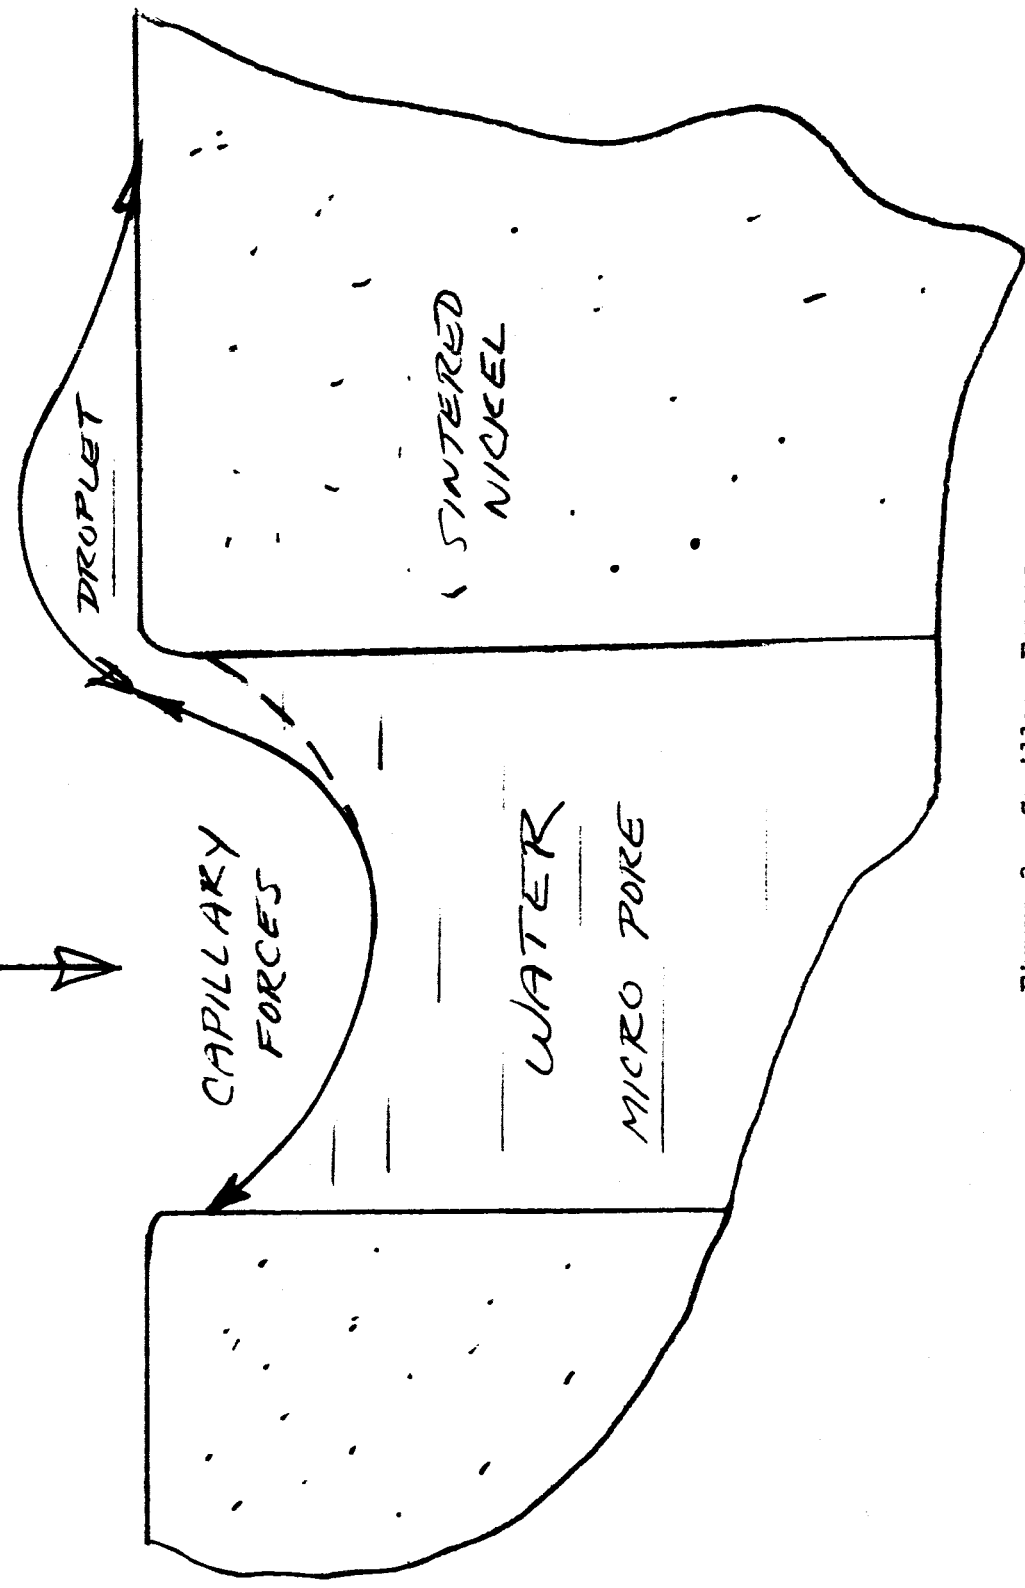 DROPLET
CAPILLARY
FORCES
SINTERED
NICKEL
WATER
MICRO PORE